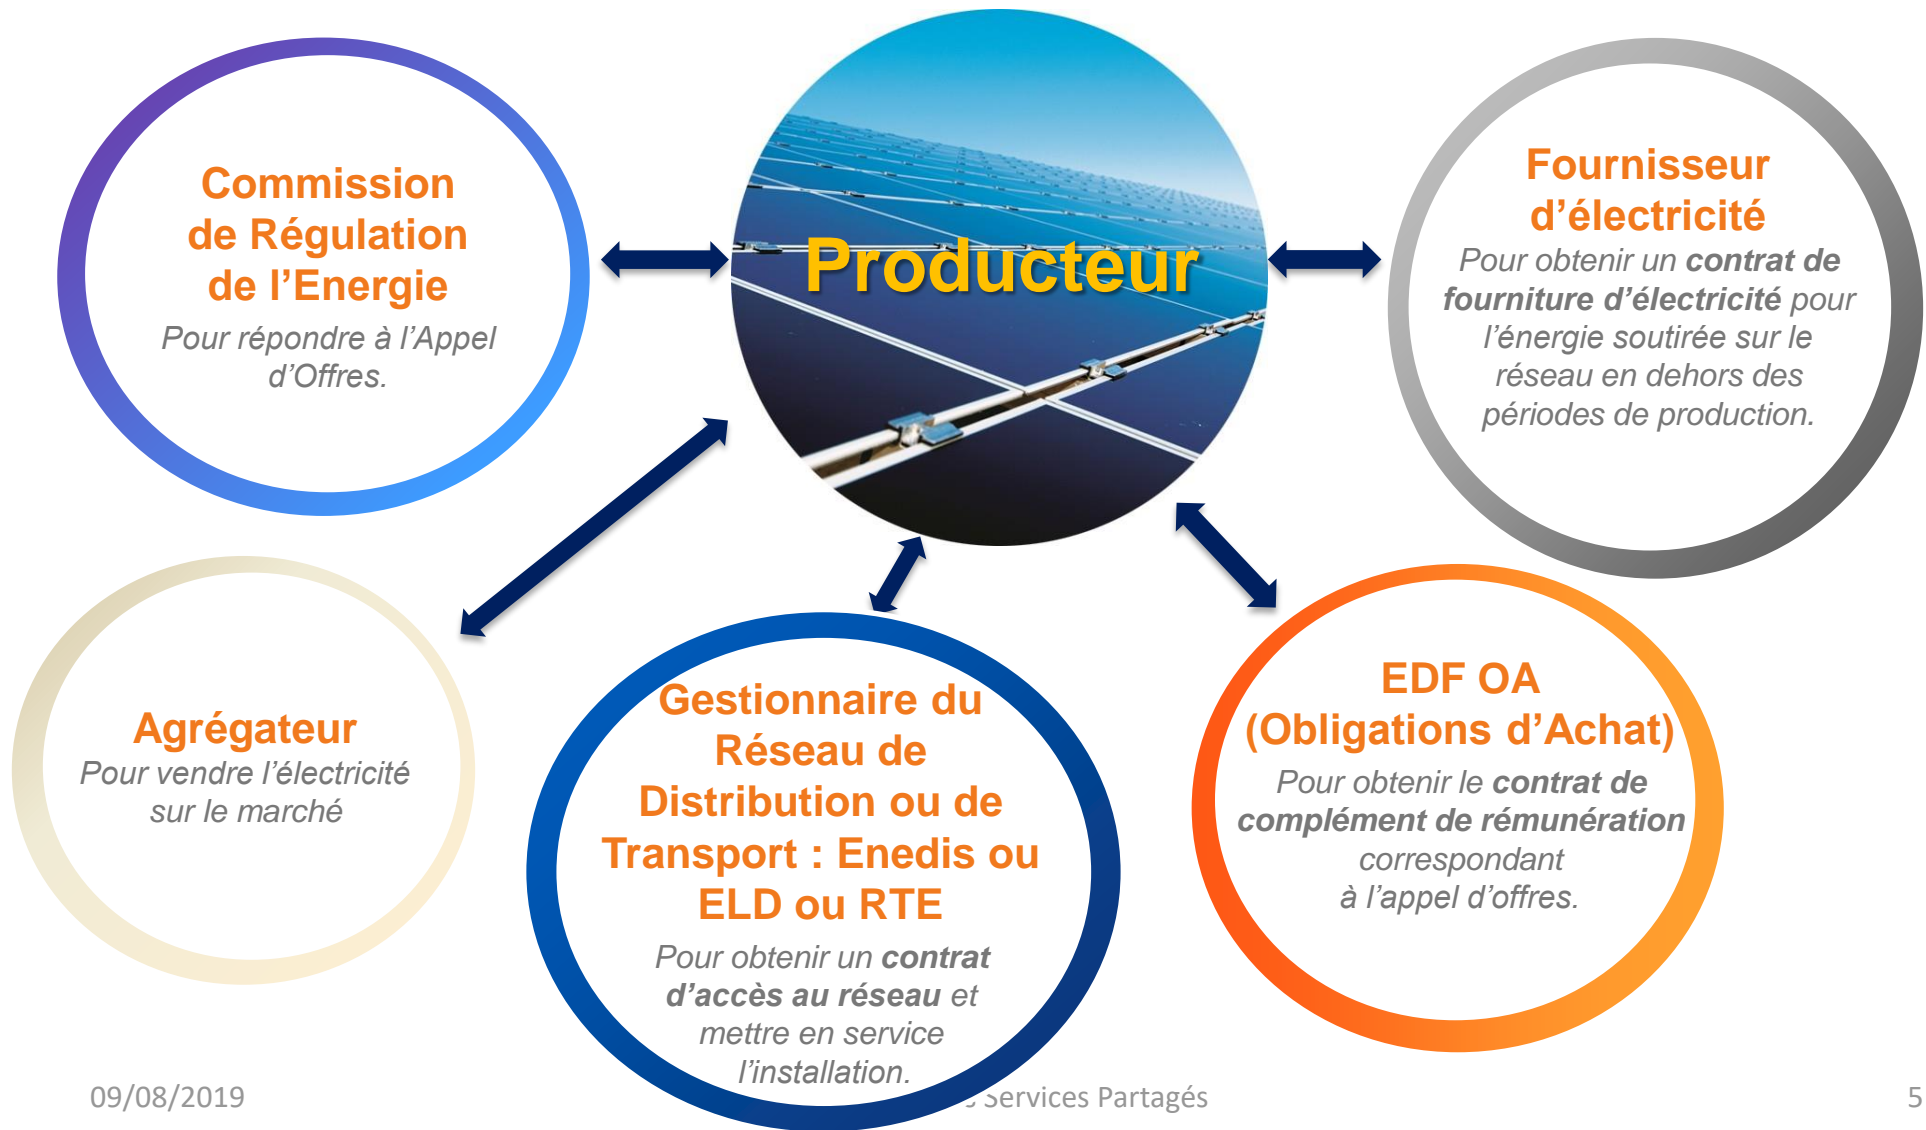 Commission
de Régulation
de l’Energie
Pour répondre à l’Appel
d’Offres.
Producteur
Fournisseur
d’électricité
Pour obtenir un contrat de
fourniture d’électricité pour
l’énergie soutirée sur le
réseau en dehors des
périodes de production.
Agrégateur
Pour vendre l’électricité
sur le marché
Gestionnaire du
Réseau de
Distribution ou de
Transport : Enedis ou
ELD ou RTE
Pour obtenir un contrat
d’accès au réseau et
mettre en service
l’installation.
EDF OA
(Obligations d’Achat)
Pour obtenir le contrat de
complément de rémunération
correspondant
à l’appel d’offres.
09/08/2019
Services Partagés
5